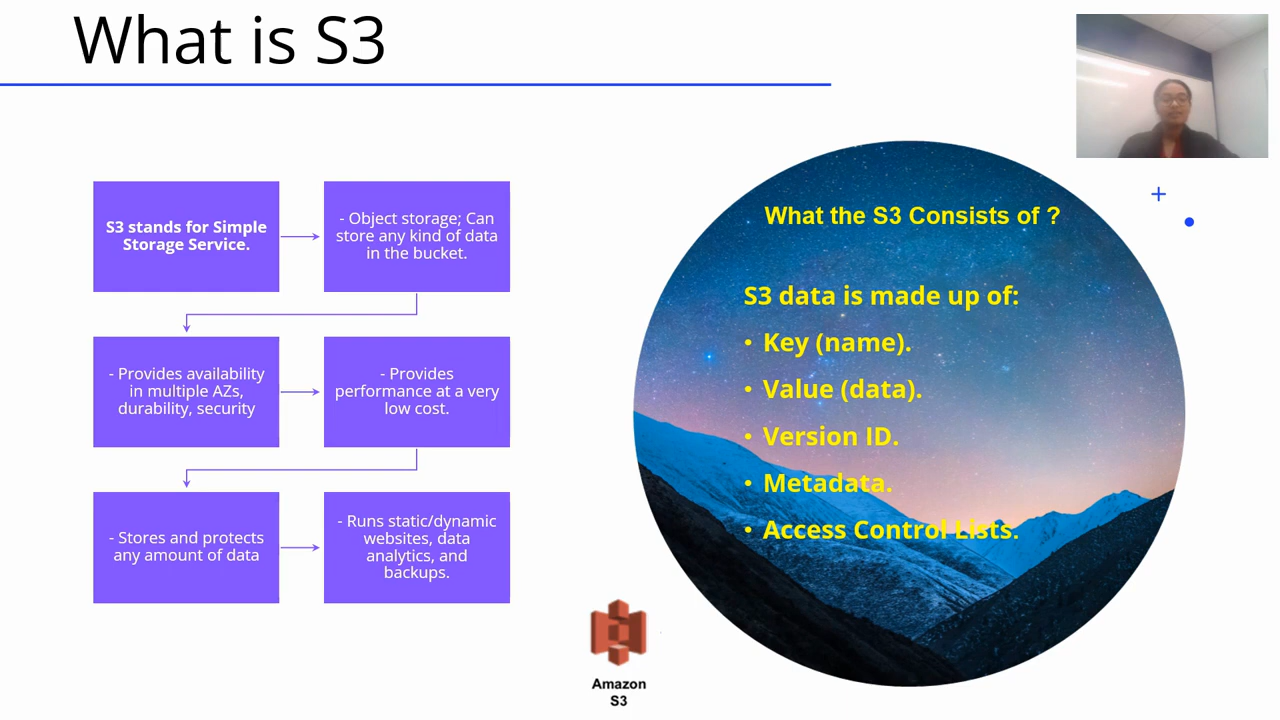 What is S3
S3 stands for Simple
Storage Service.
- Object storage; Can
store any kind of data
in the bucket.
- Provides availability
in multiple AZs,
durability, security
- Provides
performance at a very
low cost.
- Stores and protects
any amount of data
- Runs static/dynamic
websites, data
analytics, and
backups.
What the S3 Consists of ?
S3 data is made up of:
• Key (name).
• Value (data).
• Version ID.
• Metadata.
• Access Control Lists.
Amazon
S3